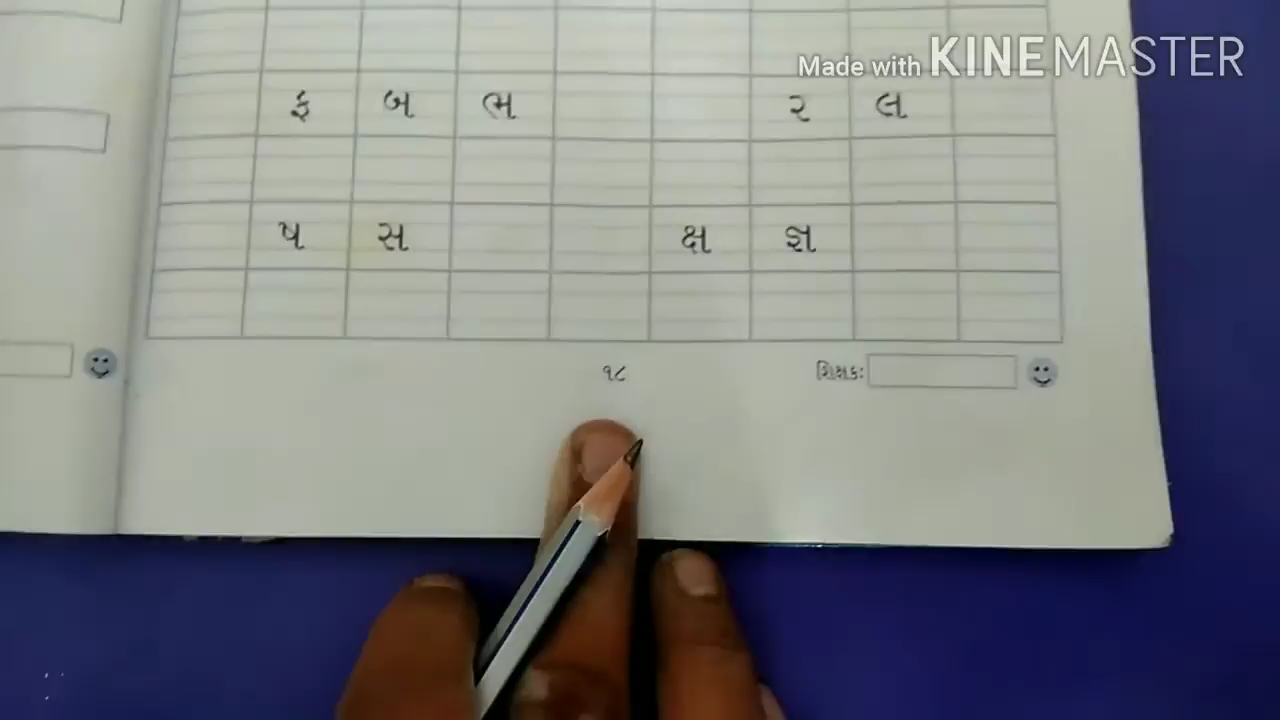 Made with KINEMASTER
ફ બ ભ ર લ
ષ સ ક્ષ જ્ઞ
૧૮ શિક્ષક: